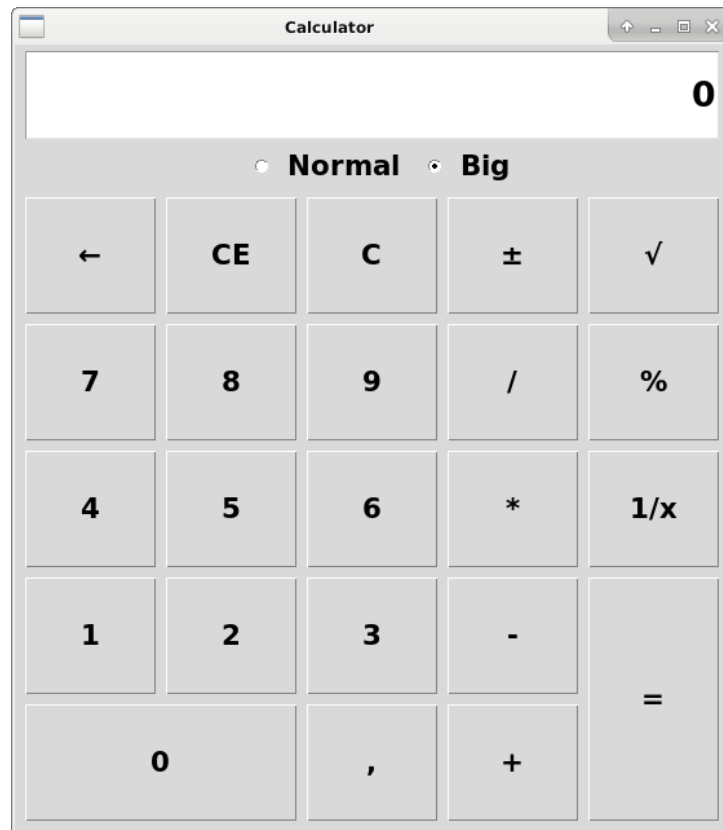 Calculator
0
Normal Big
← CE C ± √
7 8 9 / %
4 5 6 * 1/x
1 2 3 -
=
0 , +